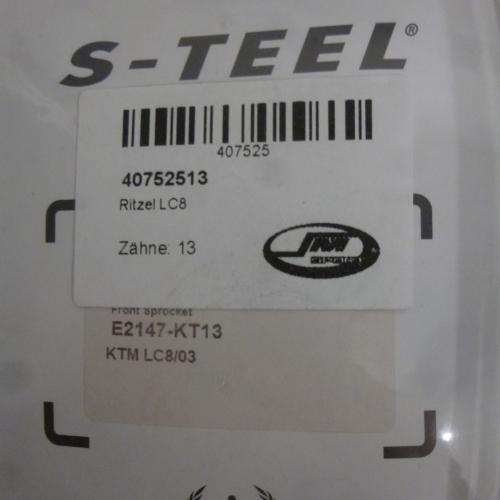 S-TEEL®
407525
40752513
Ritzel LC8
Zähne: 13
Front Sprocket
E2147-KT13
KTM LC8/03